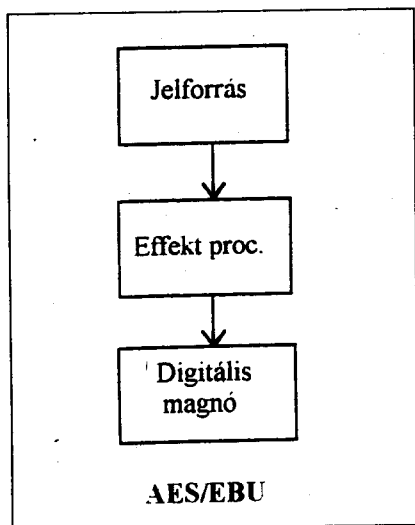 Jelforrás
Effekt proc.
Digitális
magnó
AES/EBU